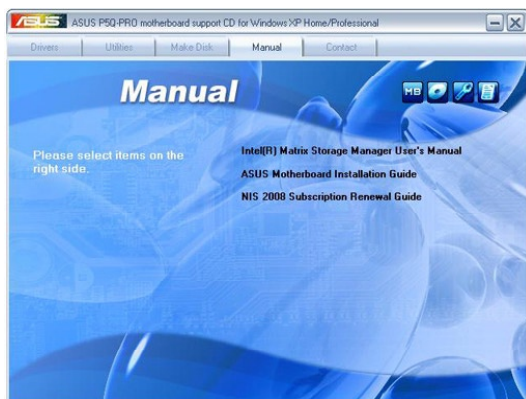 ASUS ASUS P5Q-PRO motherboard support CD for Windows XP Home/Professional
Drivers Utilities Make Disk Manual Contact
Manual
MB
Please select items on the
right side.
Intel(R) Matrix Storage Manager User's Manual
ASUS Motherboard Installation Guide
NIS 2008 Subscription Renewal Guide